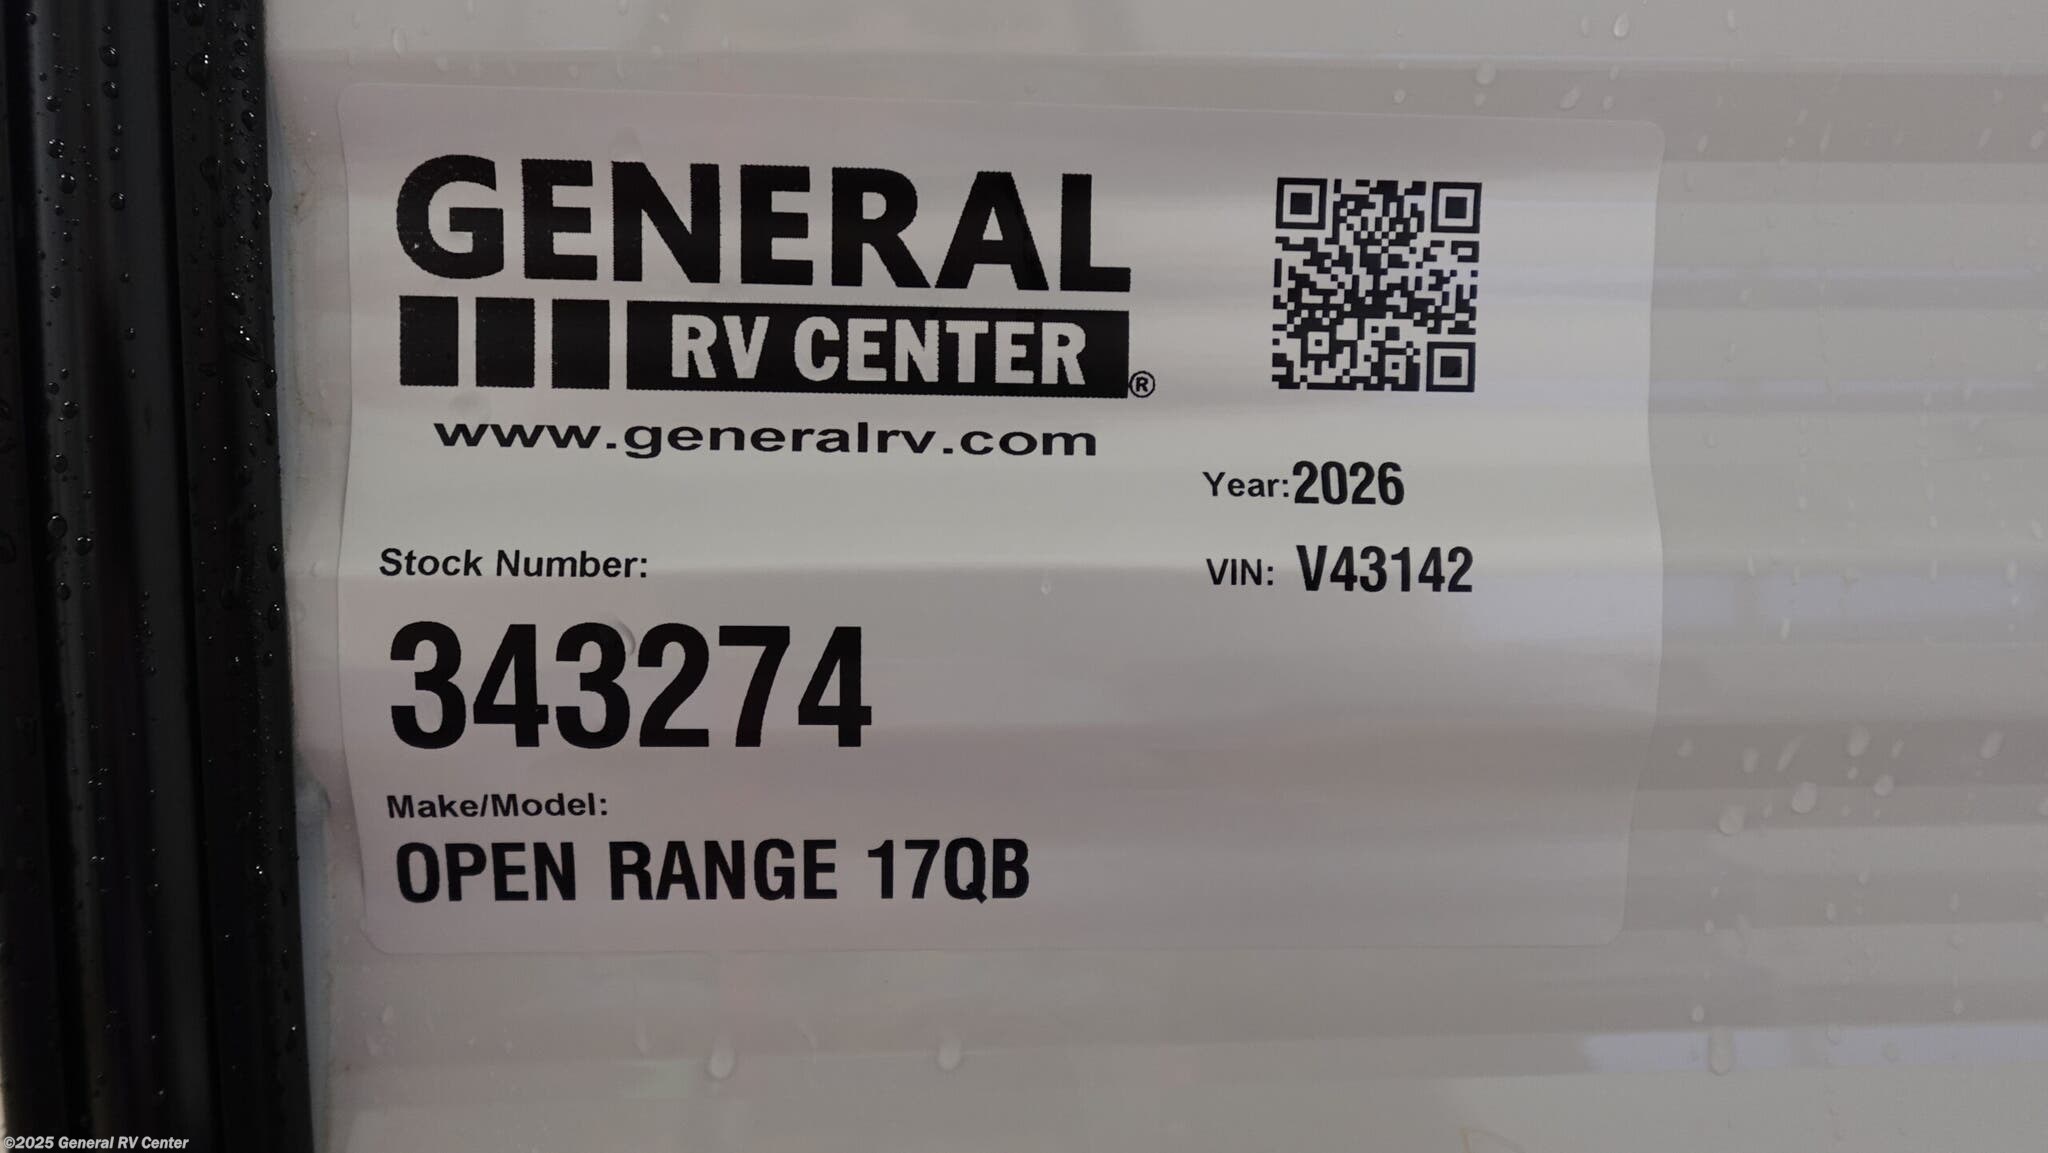 GENERAL
RV CENTER®
www.generalrv.com
Year: 2026
Stock Number:
VIN: V43142
343274
Make/Model:
OPEN RANGE 17QB
©2025 General RV Center